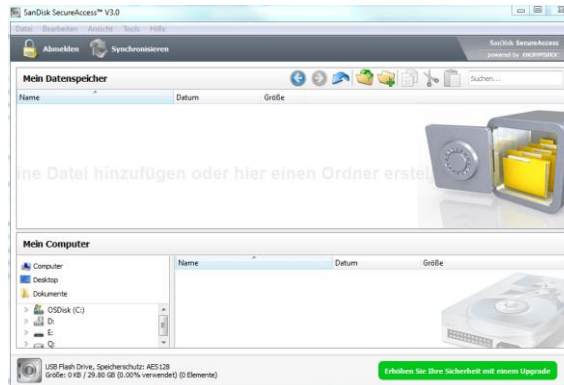 SanDisk SecureAccess™ V3.0
Datei Bearbeiten Ansicht Tools Hilfe
Abmelden Synchronisieren
SanDisk SecureAccess
powered by ENCRYPTSTICK
Mein Datenspeicher
Suchen...
Name Datum Größe
ine Datei hinzufügen oder hier einen Ordner erstel
Mein Computer
Computer
Desktop
Dokumente
OSDisk (C:)
D:
E:
Q:
Name Datum Größe
USB Flash Drive, Speicherschutz: AES128
Größe: 0 KB / 29.80 GB (0.00% verwendet) (0 Elemente)
Erhöhen Sie Ihre Sicherheit mit einem Upgrade